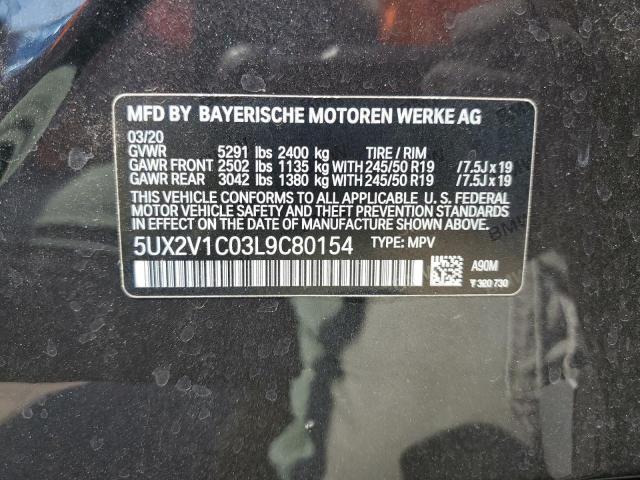 MFD BY BAYERISCHE MOTOREN WERKE AG
03/20
GVWR 5291 lbs 2400 kg TIRE / RIM
GAWR FRONT 2502 lbs 1135 kg WITH 245/50 R19 /7.5J x 19
GAWR REAR 3042 lbs 1380 kg WITH 245/50 R19 /7.5J x 19
THIS VEHICLE CONFORMS TO ALL APPLICABLE U. S. FEDERAL
MOTOR VEHICLE SAFETY AND THEFT PREVENTION STANDARDS
IN EFFECT ON THE DATE OF MANUFACTURE SHOWN ABOVE.
5UX2V1C03L9C80154 TYPE: MPV
A90M
320 730